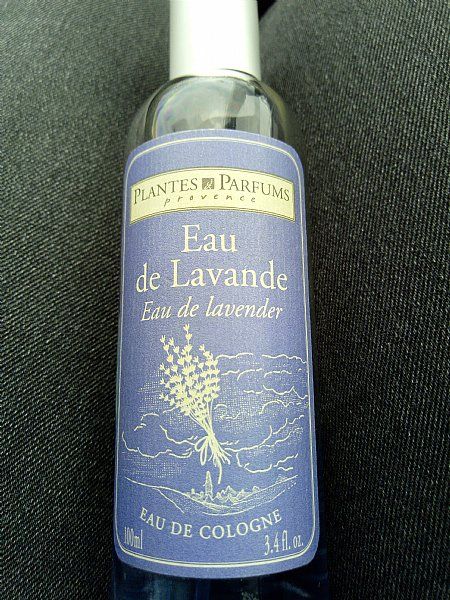 PLANTES & PARFUMS
provence
Eau
de Lavande
Eau de lavender
EAU DE COLOGNE
100ml
3.4 fl. oz.